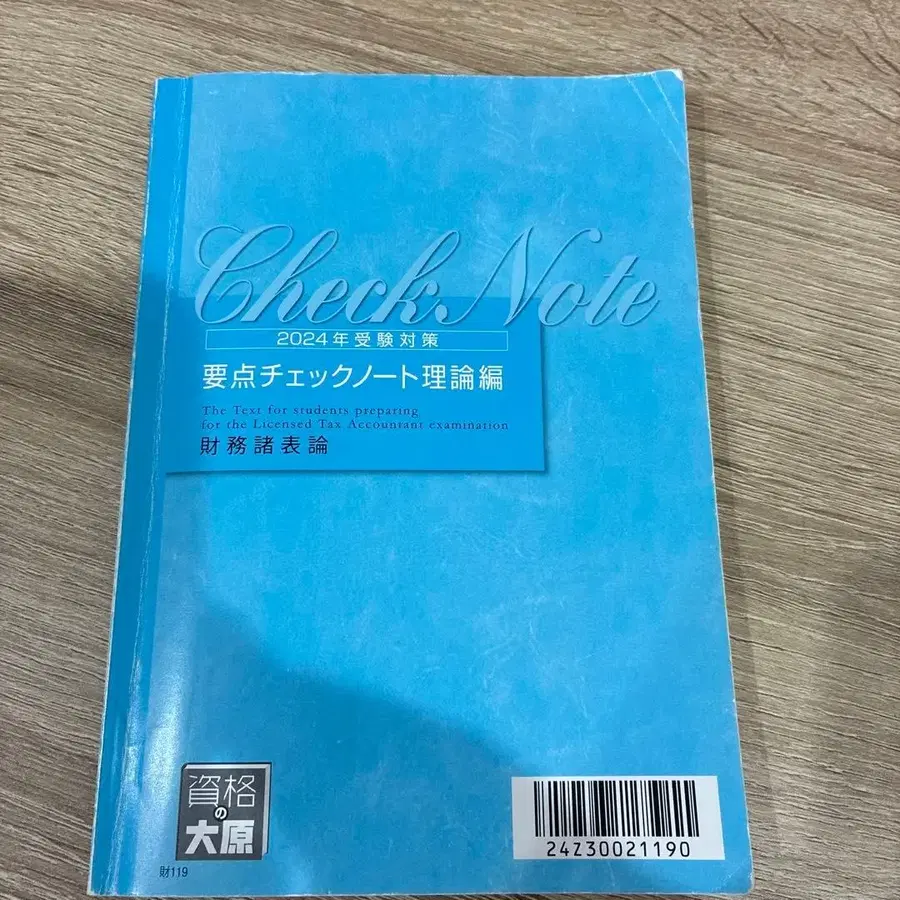 Check Note
2024年受験対策
要点チェックノート理論編
The Text for students preparing
for the Licensed Tax Accountant examination
財務諸表論
資格
の
大原
24Z30021190
財119